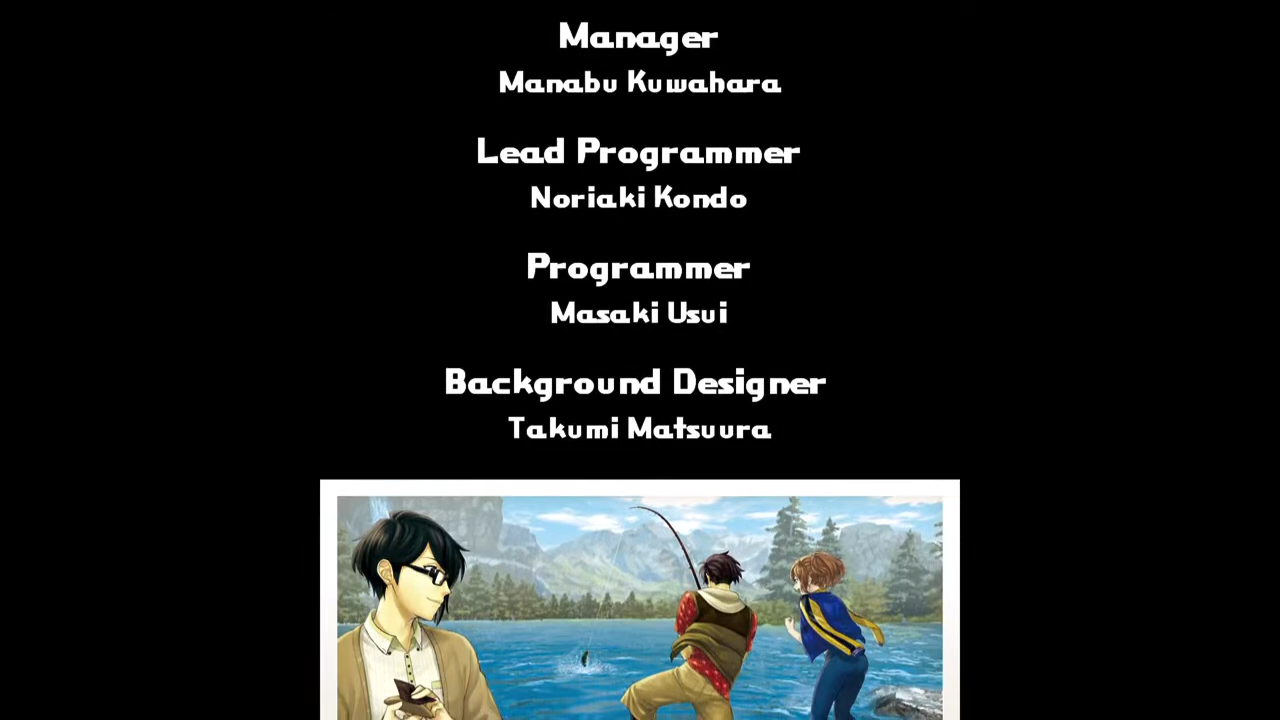 Manager
Manabu Kuwahara
Lead Programmer
Noriaki Kondo
Programmer
Masaki Usui
Background Designer
Takumi Matsuura